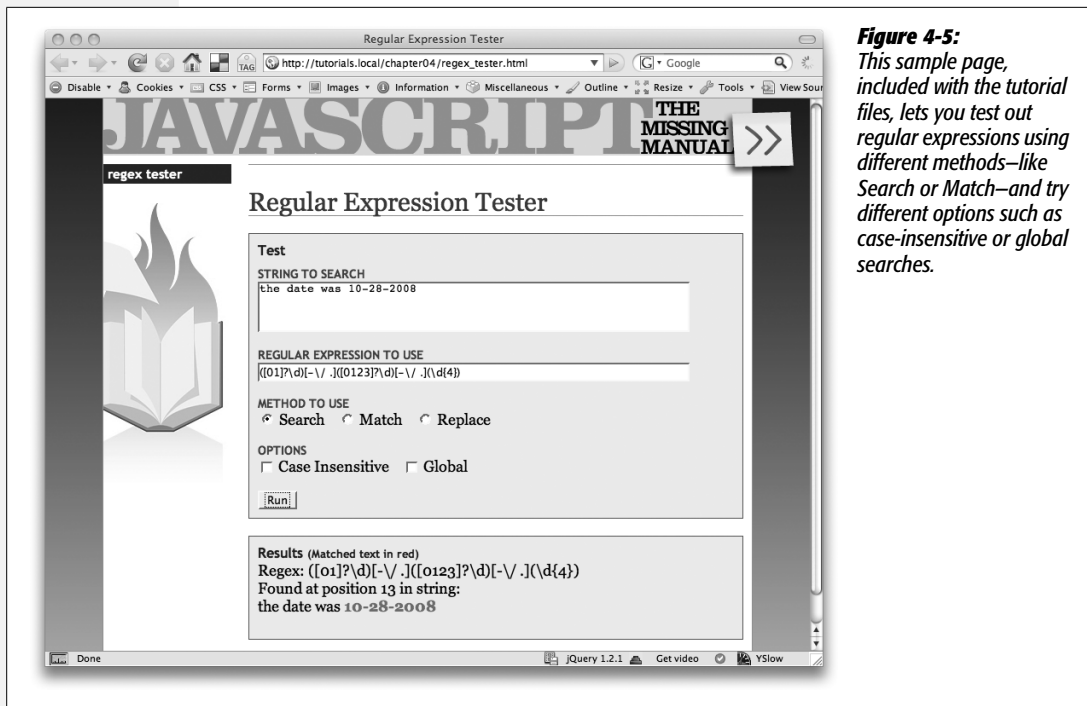 Regular Expression Tester
TAG http://tutorials.local/chapter04/regex_tester.html G Google
Disable Cookies CSS Forms Images Information Miscellaneous Outline Resize Tools View Sour
JAVASCRIPT
THE
MISSING
MANUAL
>>
regex tester
Regular Expression Tester
Test
STRING TO SEARCH
the date was 10-28-2008
REGULAR EXPRESSION TO USE
([01]?\d)[-\/ .]([0123]?\d)[-\/ .](\d{4})
METHOD TO USE
Search Match Replace
OPTIONS
Case Insensitive Global
Run
Results (Matched text in red)
Regex: ([01]?\d)[-\/ .]([0123]?\d)[-\/ .](\d{4})
Found at position 13 in string:
the date was 10-28-2008
Done jQuery 1.2.1 Get video YSlow
Figure 4-5:
This sample page,
included with the tutorial
files, lets you test out
regular expressions using
different methods—like
Search or Match—and try
different options such as
case-insensitive or global
searches.